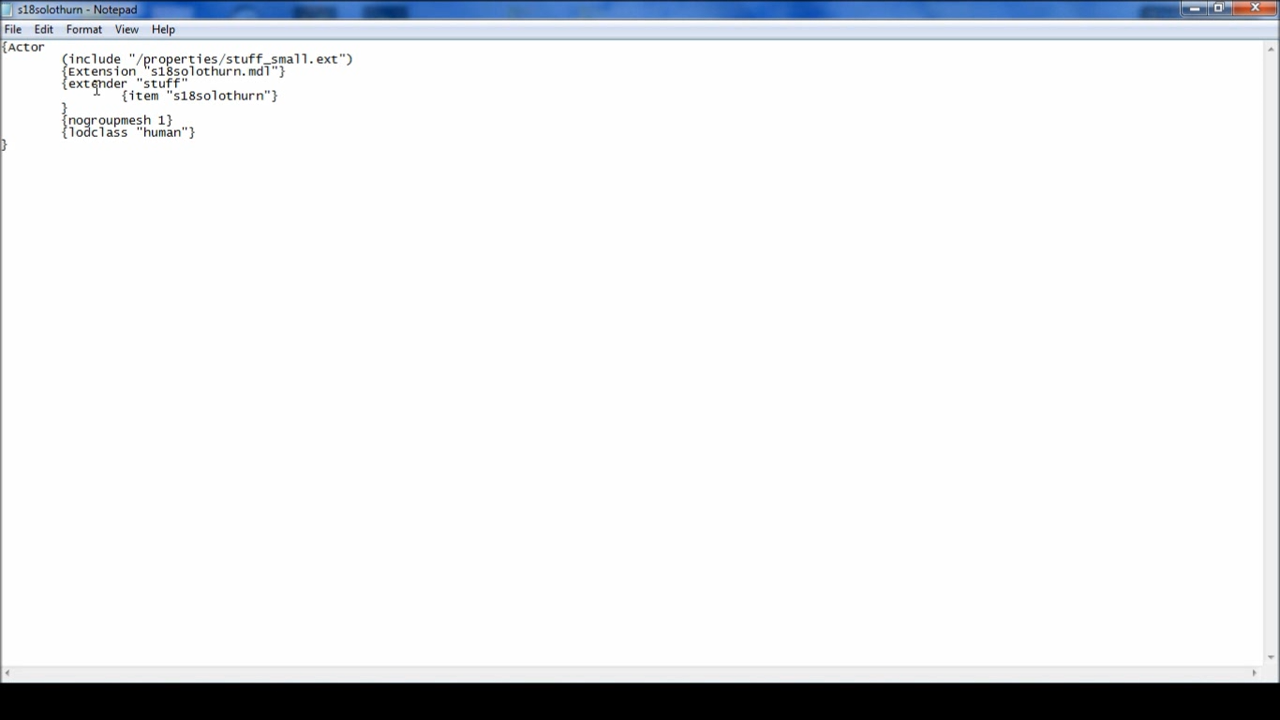 s18solothurn - Notepad
File Edit Format View Help
{Actor
(include "/properties/stuff_small.ext")
{Extension "s18solothurn.mdl"}
{extender "stuff"
{item "s18solothurn"}
}
{nogroupmesh 1}
{lodclass "human"}
}